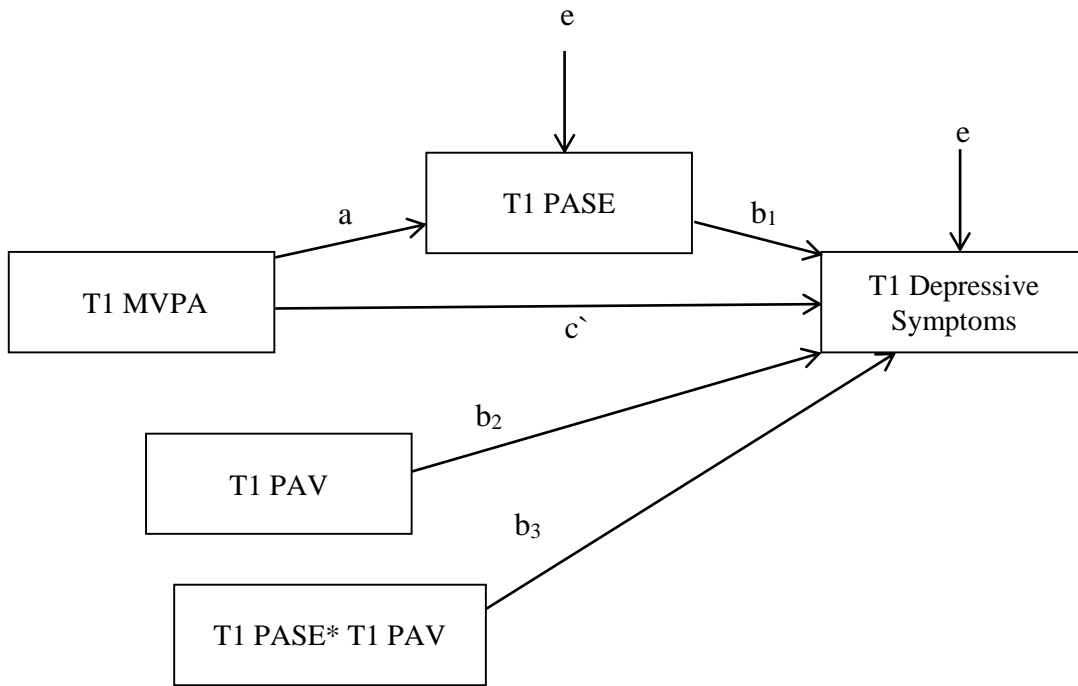 e
e
T1 PASE
a
b₁
T1 MVPA
T1 Depressive
Symptoms
c`
b₂
T1 PAV
b₃
T1 PASE* T1 PAV